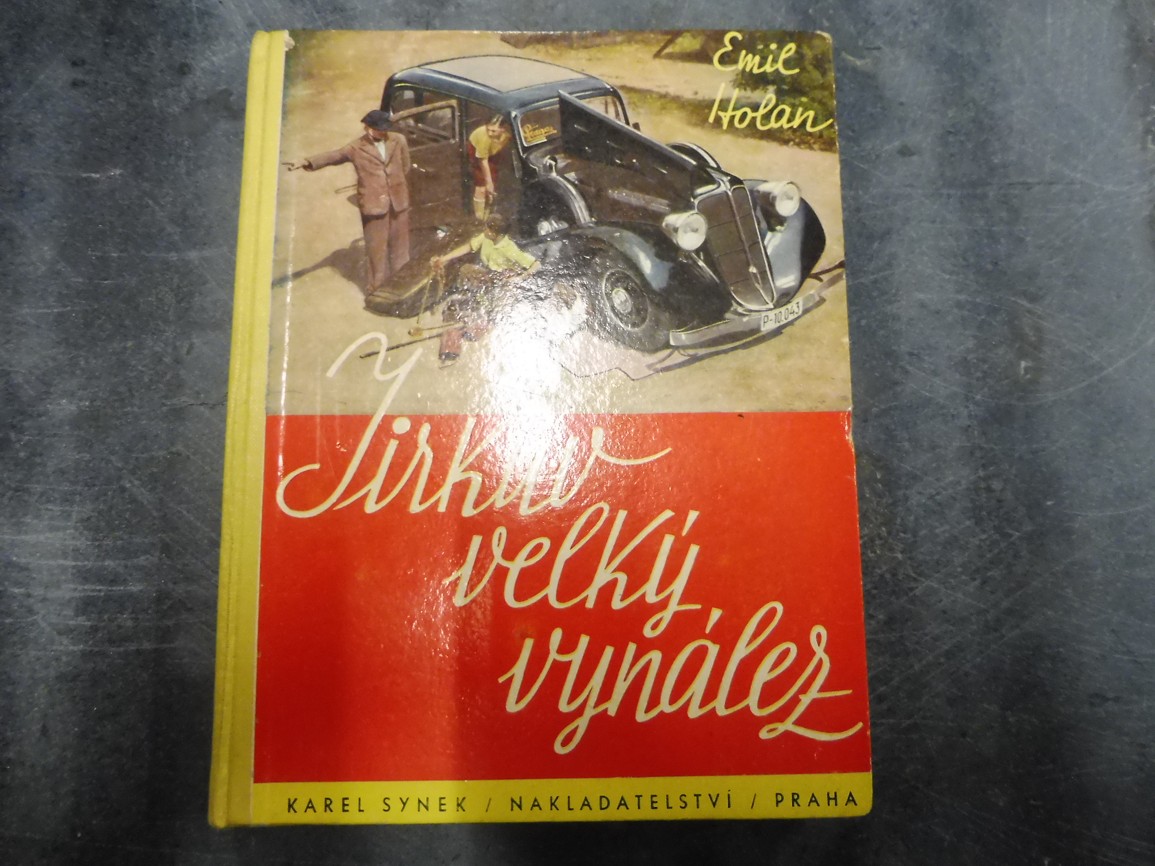 Emil
Holan
P-10.043
Jirkův
velký
vynález
KAREL SYNEK / NAKLADATELSTVÍ / PRAHA